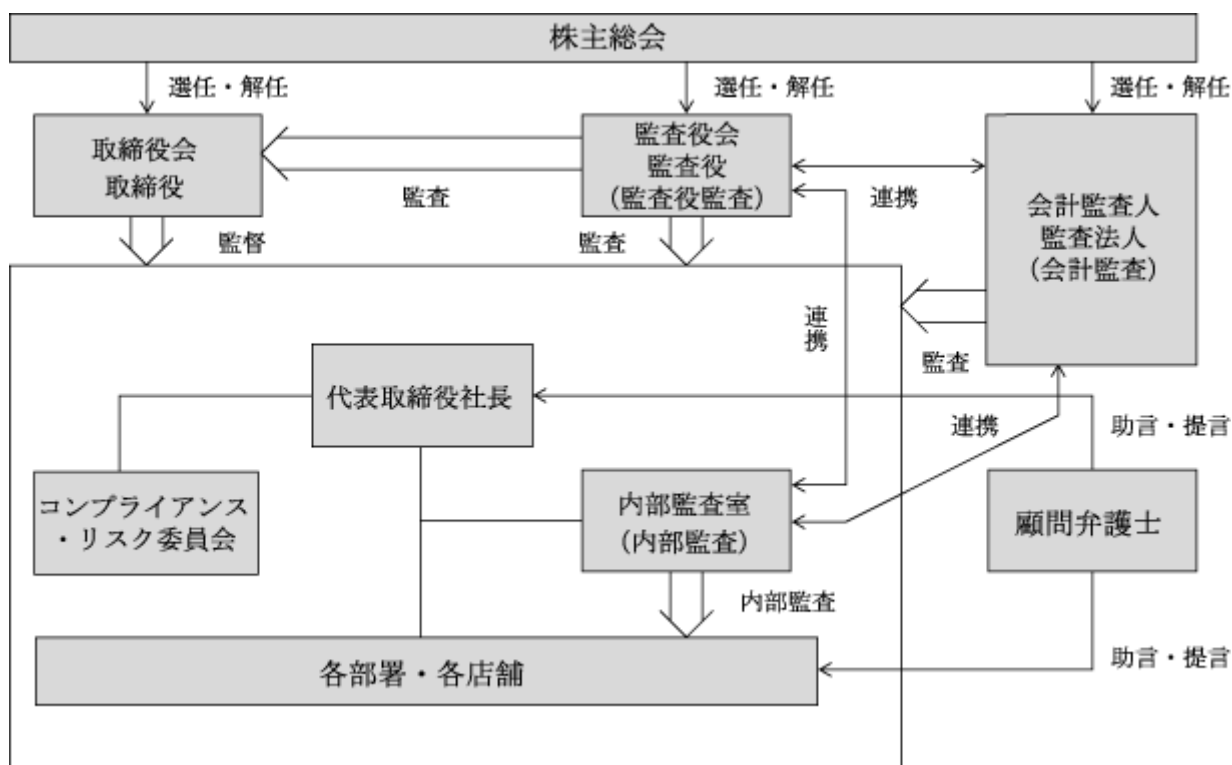 株主総会
選任・解任
選任・解任
選任・解任
取締役会
取締役
監査役会
監査役
(監査役監査)
監査
連携
会計監査人
監査法人
(会計監査)
監督
監査
連携
監査
代表取締役社長
連携
助言・提言
コンプライアンス
・リスク委員会
内部監査室
(内部監査)
顧問弁護士
内部監査
各部署・各店舗
助言・提言